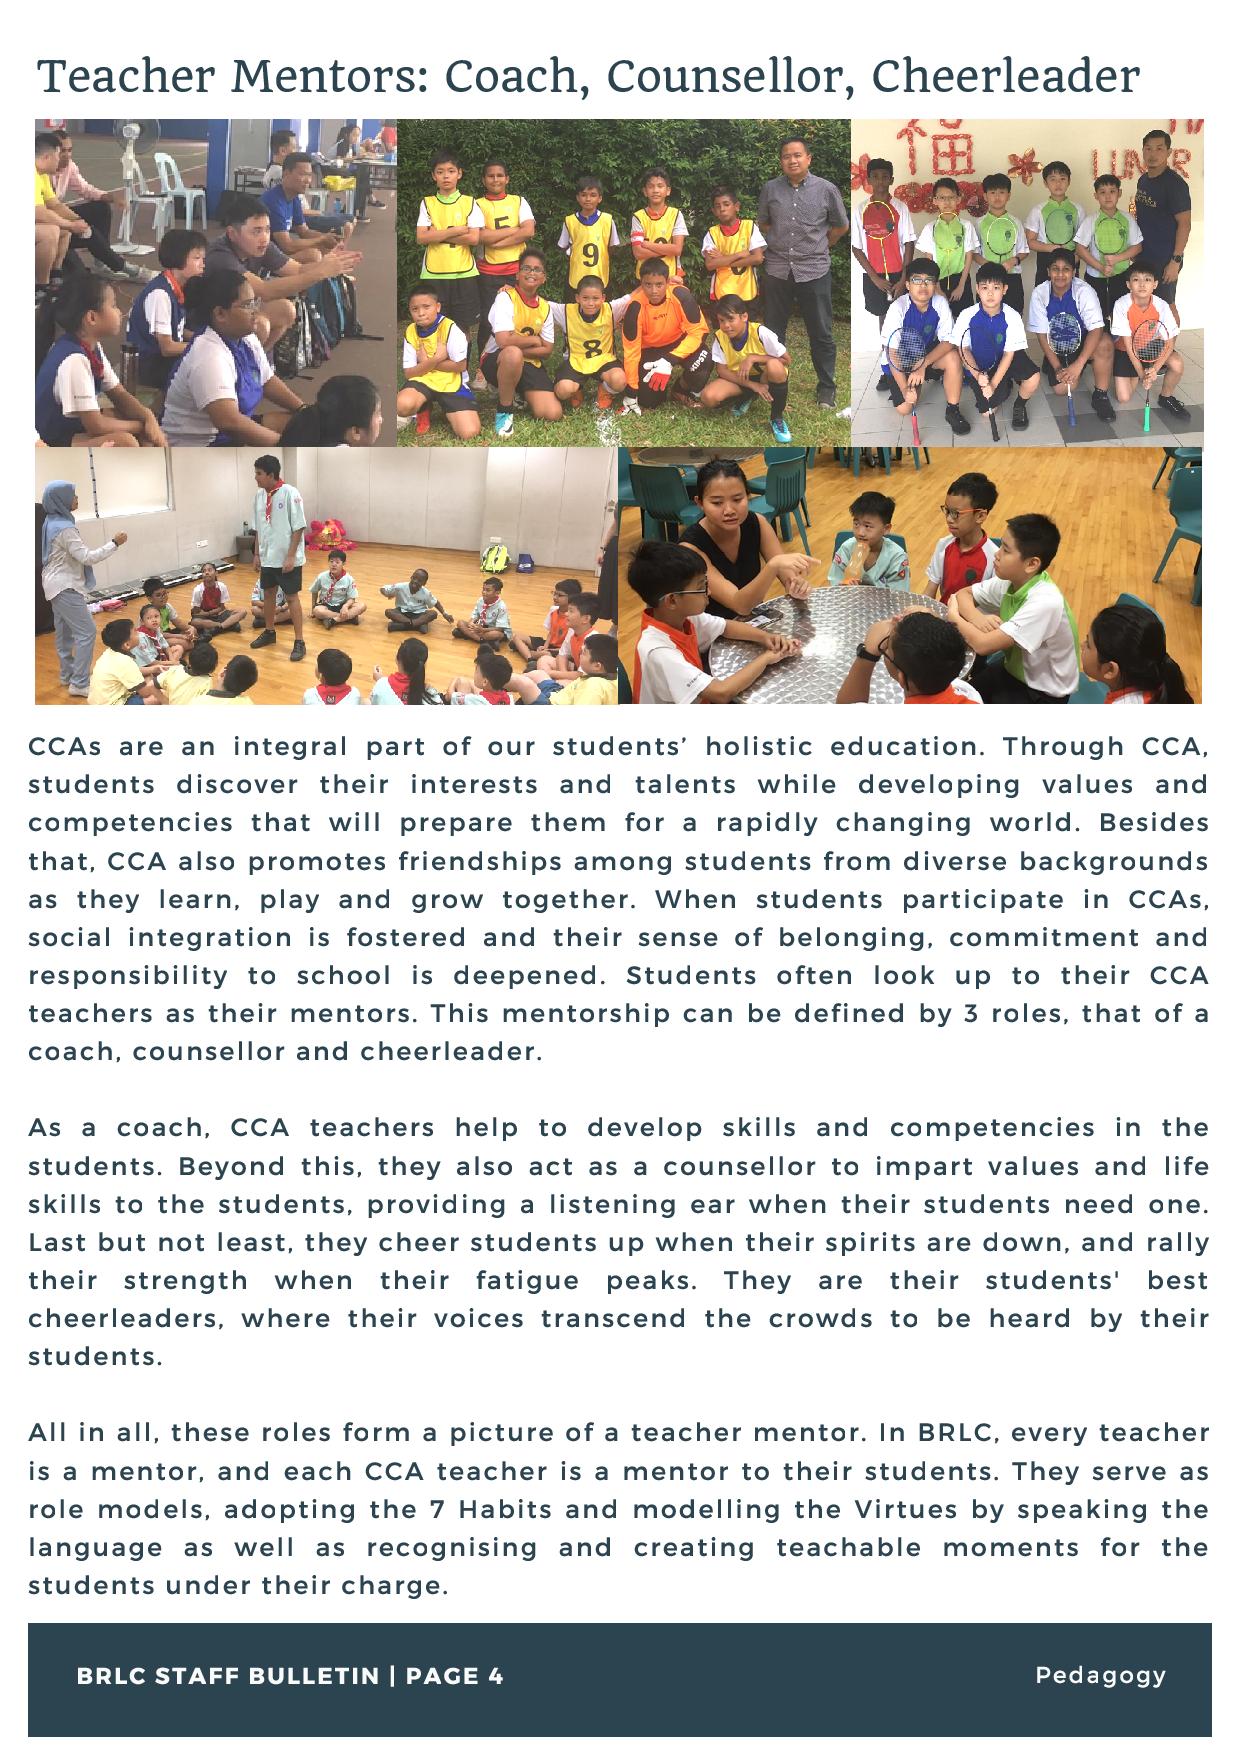 Teacher Mentors: Coach, Counsellor, Cheerleader
福
5
9
8
KIPSTA
CCAs are an integral part of our students’ holistic education. Through CCA,
students discover their interests and talents while developing values and
competencies that will prepare them for a rapidly changing world. Besides
that, CCA also promotes friendships among students from diverse backgrounds
as they learn, play and grow together. When students participate in CCAs,
social integration is fostered and their sense of belonging, commitment and
responsibility to school is deepened. Students often look up to their CCA
teachers as their mentors. This mentorship can be defined by 3 roles, that of a
coach, counsellor and cheerleader.
As a coach, CCA teachers help to develop skills and competencies in the
students. Beyond this, they also act as a counsellor to impart values and life
skills to the students, providing a listening ear when their students need one.
Last but not least, they cheer students up when their spirits are down, and rally
their strength when their fatigue peaks. They are their students' best
cheerleaders, where their voices transcend the crowds to be heard by their
students.
All in all, these roles form a picture of a teacher mentor. In BRLC, every teacher
is a mentor, and each CCA teacher is a mentor to their students. They serve as
role models, adopting the 7 Habits and modelling the Virtues by speaking the
language as well as recognising and creating teachable moments for the
students under their charge.
BRLC STAFF BULLETIN | PAGE 4
Pedagogy